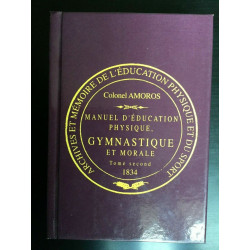 ARCHIVES ET MÉMOIRE DE L'ÉDUCATION PHYSIQUE ET DU SPORT
Colonel AMOROS
MANUEL D'ÉDUCATION
PHYSIQUE,
GYMNASTIQUE
ET MORALE
Tome second
1834